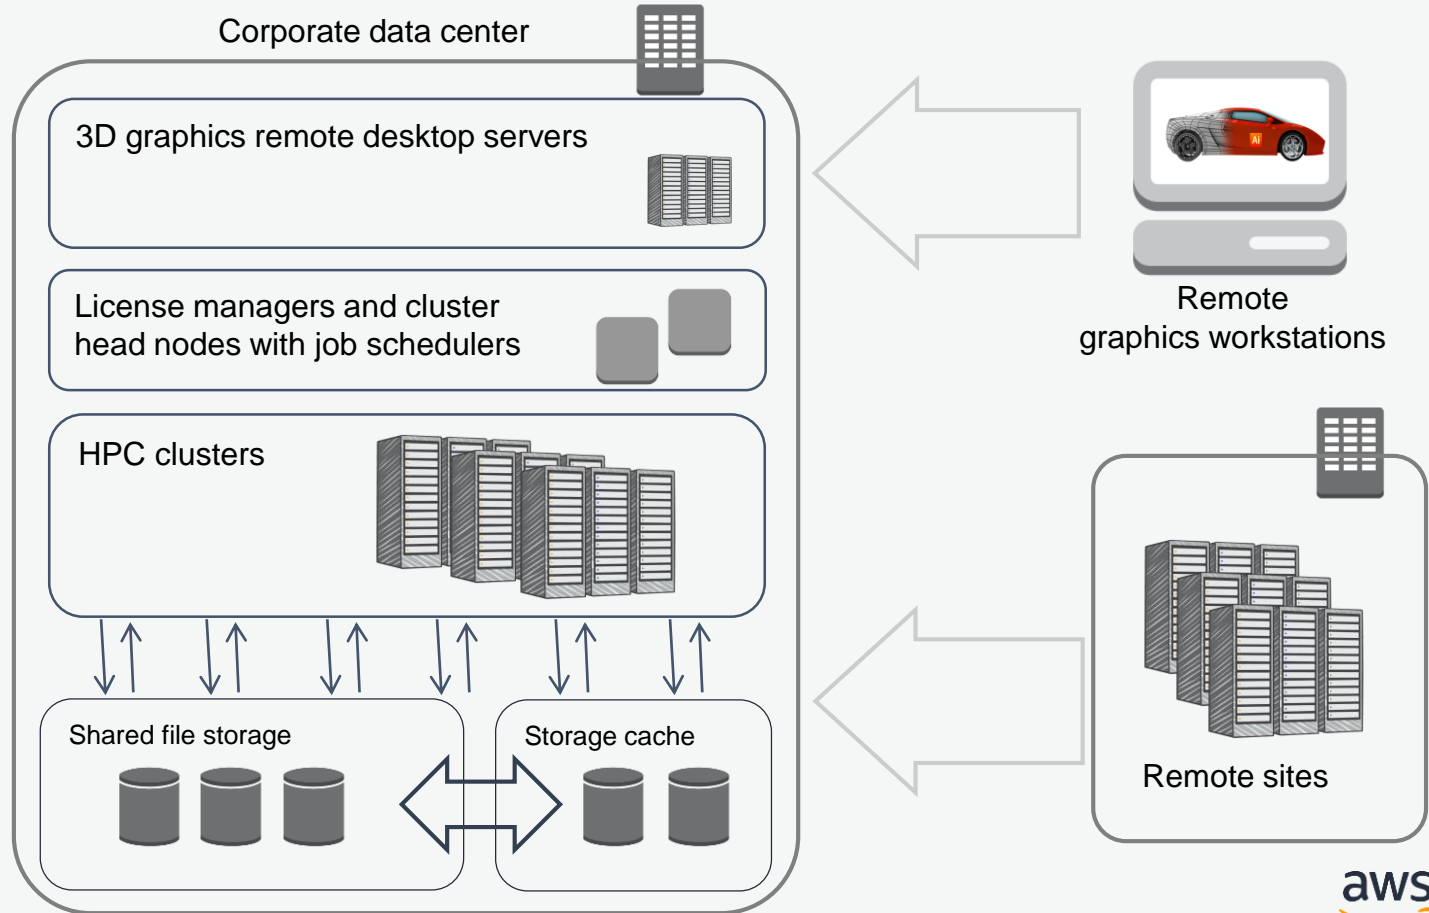 Corporate data center
3D graphics remote desktop servers
License managers and cluster
head nodes with job schedulers
HPC clusters
Shared file storage
Storage cache
Ai
Remote
graphics workstations
Remote sites
aws